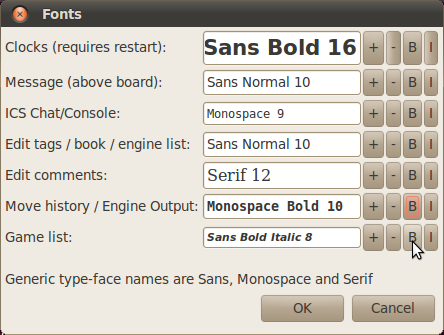 Fonts
Clocks (requires restart): Sans Bold 16 + - B I
Message (above board): Sans Normal 10 + - B I
ICS Chat/Console: Monospace 9 + - B I
Edit tags / book / engine list: Sans Normal 10 + - B I
Edit comments: Serif 12 + - B I
Move history / Engine Output: Monospace Bold 10 + - B I
Game list: Sans Bold Italic 8 + - B I
Generic type-face names are Sans, Monospace and Serif
OK Cancel